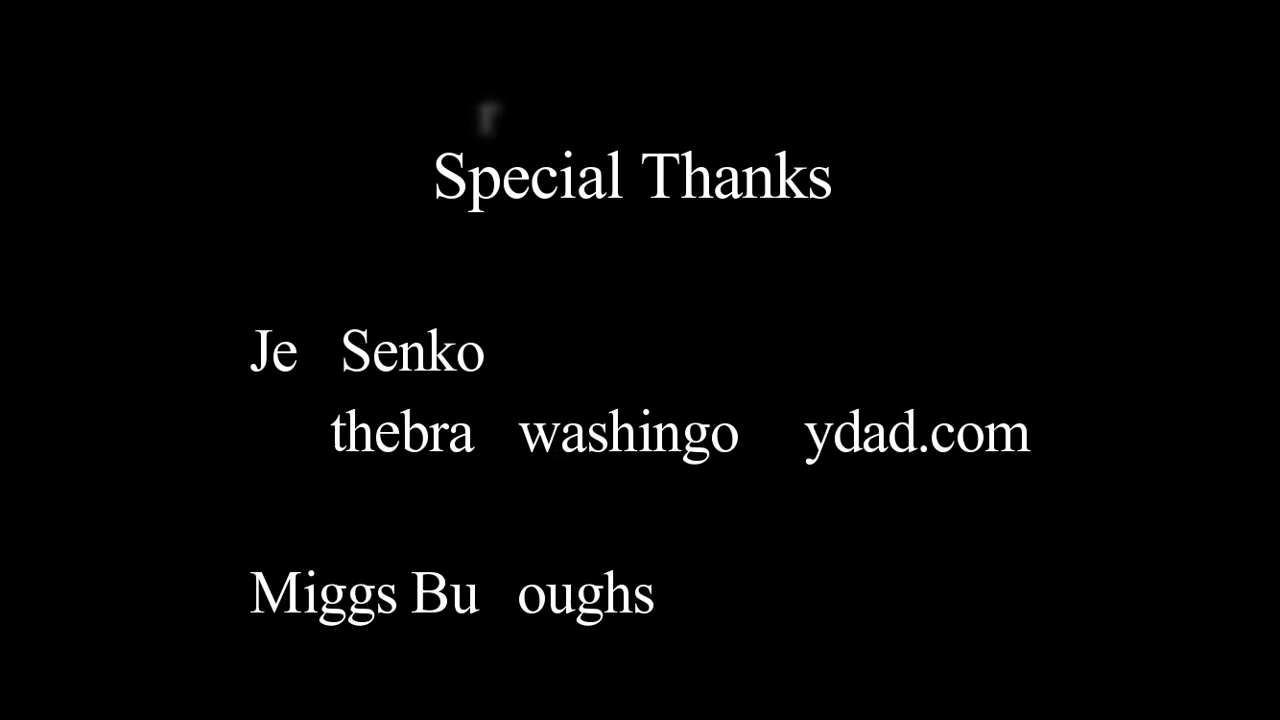 r
Special Thanks
Je Senko
thebra washingo ydad.com
Miggs Bu oughs